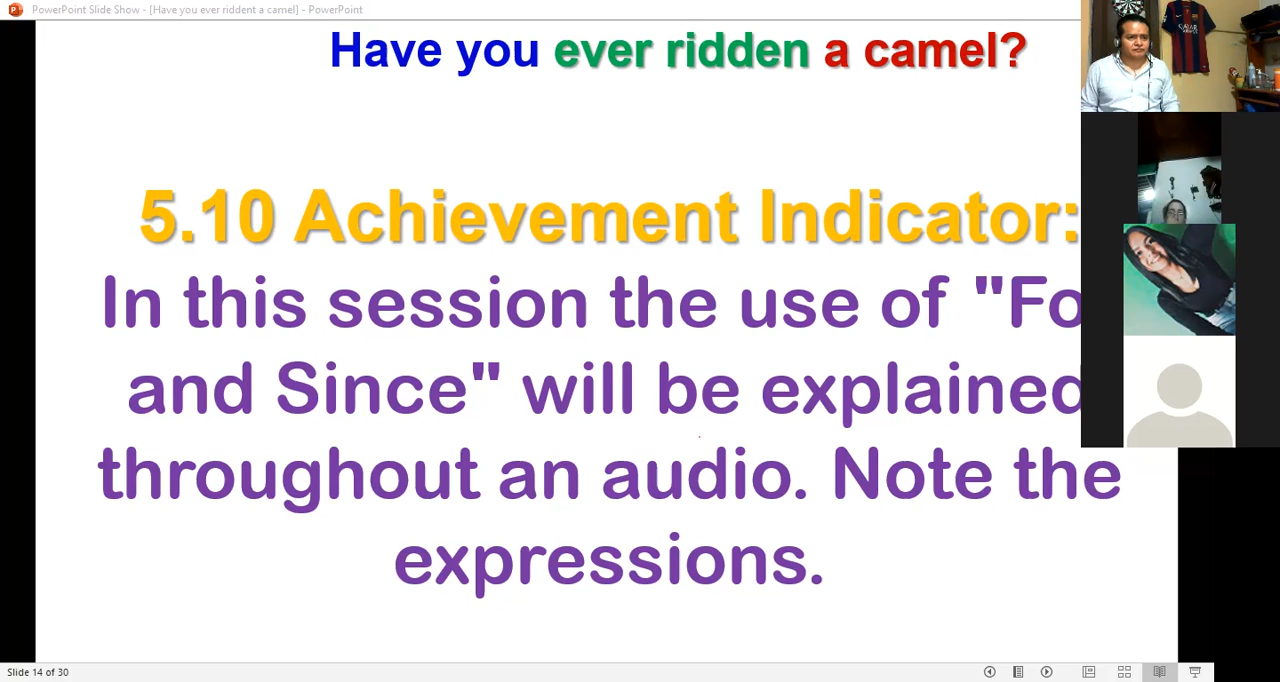 PowerPoint Slide Show - [Have you ever riddent a camel] - PowerPoint
Have you ever ridden a camel?
5.10 Achievement Indicator:
In this session the use of "Fo
and Since" will be explained
throughout an audio. Note the
expressions.
Slide 14 of 30